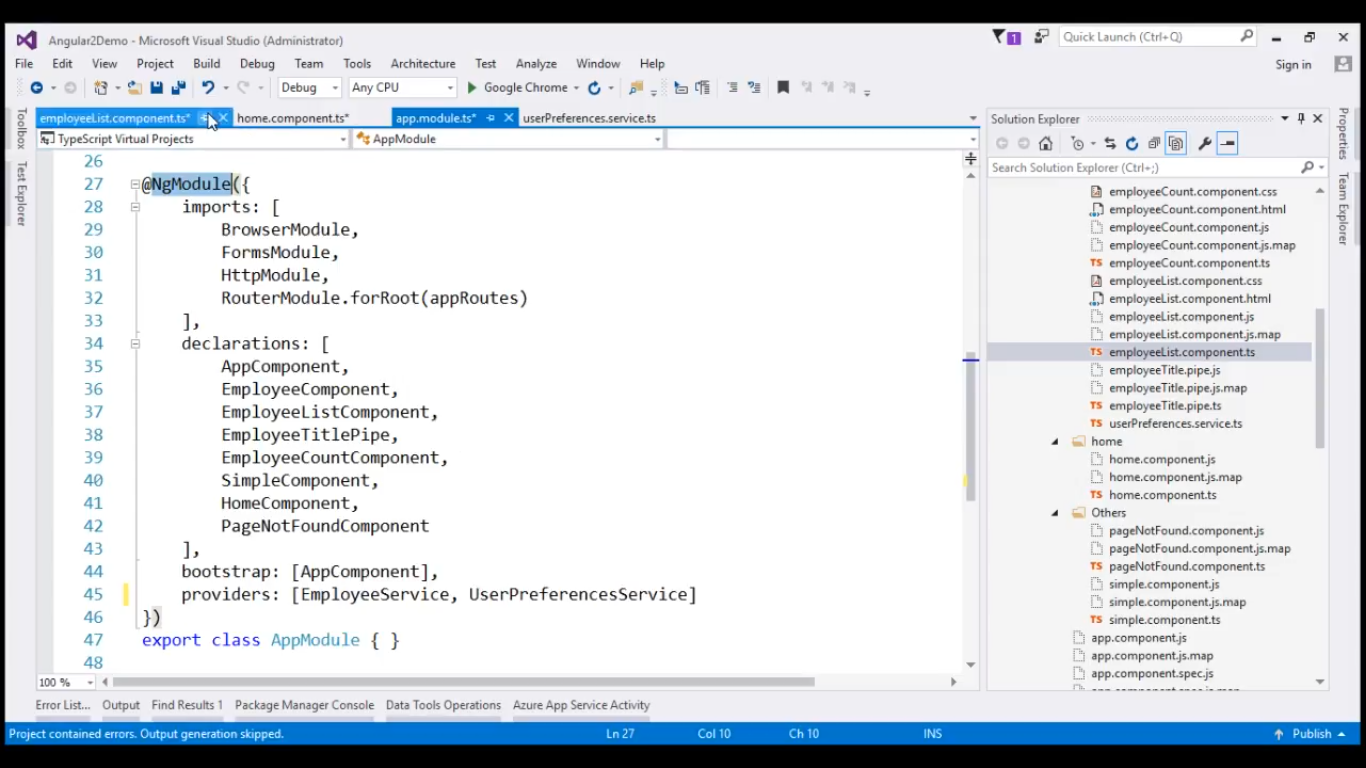 Angular2Demo - Microsoft Visual Studio (Administrator)
1
Quick Launch (Ctrl+Q)
File Edit View Project Build Debug Team Tools Architecture Test Analyze Window Help
Sign in
Debug Any CPU Google Chrome
employeeList.component.ts* home.component.ts* app.module.ts* userPreferences.service.ts
TypeScript Virtual Projects AppModule
Toolbox
Test Explorer
26
27 @NgModule({
28 imports: [
29 BrowserModule,
30 FormsModule,
31 HttpModule,
32 RouterModule.forRoot(appRoutes)
33 ],
34 declarations: [
35 AppComponent,
36 EmployeeComponent,
37 EmployeeListComponent,
38 EmployeeTitlePipe,
39 EmployeeCountComponent,
40 SimpleComponent,
41 HomeComponent,
42 PageNotFoundComponent
43 ],
44 bootstrap: [AppComponent],
45 providers: [EmployeeService, UserPreferencesService]
46 })
47 export class AppModule { }
48
100 %
Solution Explorer
Search Solution Explorer (Ctrl+;)
employeeCount.component.css
employeeCount.component.html
employeeCount.component.js
employeeCount.component.js.map
TS employeeCount.component.ts
employeeList.component.css
employeeList.component.html
employeeList.component.js
employeeList.component.js.map
TS employeeList.component.ts
employeeTitle.pipe.js
employeeTitle.pipe.js.map
TS employeeTitle.pipe.ts
TS userPreferences.service.ts
home
home.component.js
home.component.js.map
TS home.component.ts
Others
pageNotFound.component.js
pageNotFound.component.js.map
TS pageNotFound.component.ts
simple.component.js
simple.component.js.map
TS simple.component.ts
app.component.js
app.component.js.map
app.component.spec.js
Properties
Team Explorer
Error List... Output Find Results 1 Package Manager Console Data Tools Operations Azure App Service Activity
Project contained errors. Output generation skipped. Ln 27 Col 10 Ch 10 INS Publish